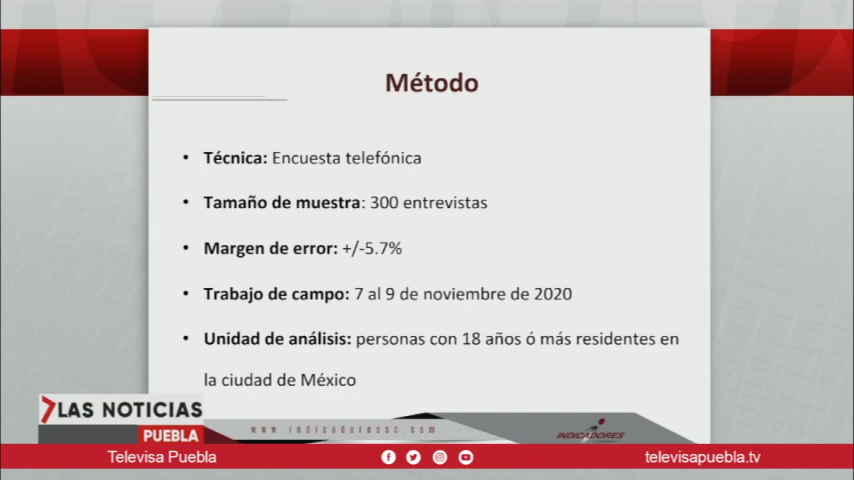 Método
• Técnica: Encuesta telefónica
• Tamaño de muestra: 300 entrevistas
• Margen de error: +/-5.7%
• Trabajo de campo: 7 al 9 de noviembre de 2020
• Unidad de análisis: personas con 18 años ó más residentes en
la ciudad de México
LAS NOTICIAS
PUEBLA
www.indicadoressc.com
INDICADORES
Televisa Puebla
televisapuebla.tv